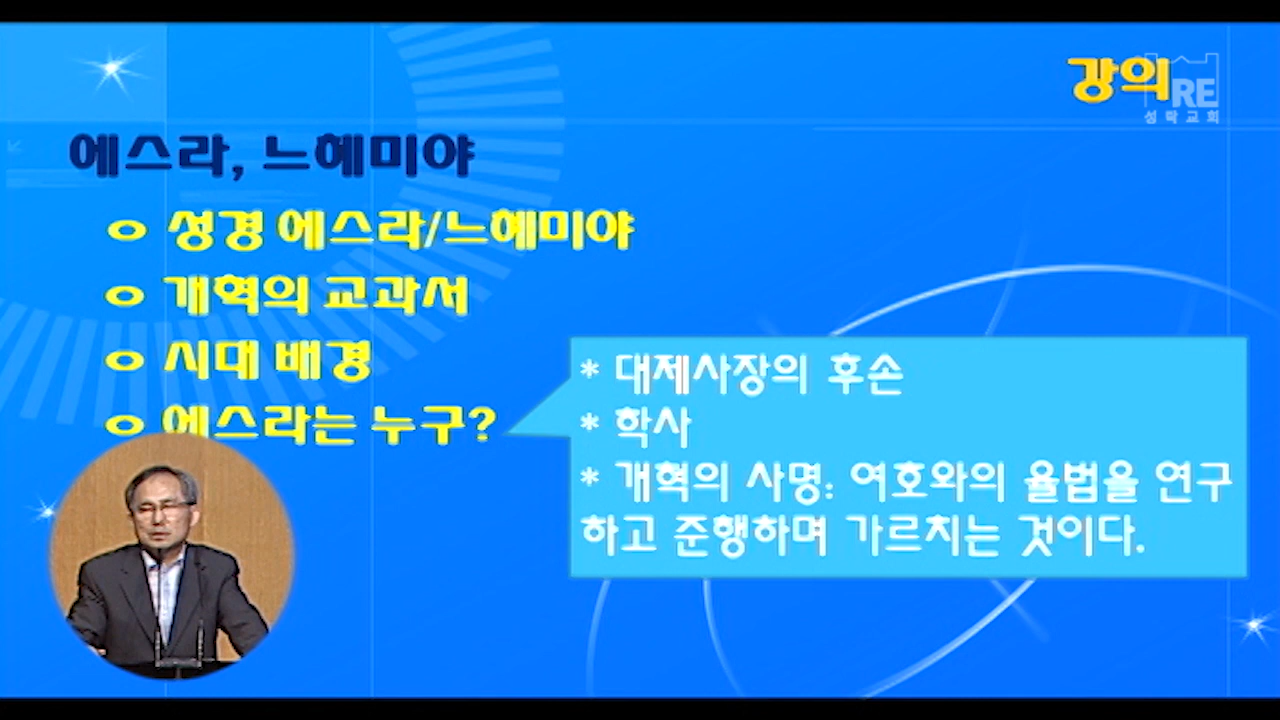 강의
RE
성락교회
에스라, 느헤미야
ㅇ 성경 에스라/느헤미야
ㅇ 개혁의 교과서
ㅇ 시대 배경
ㅇ 에스라는 누구?
* 대제사장의 후손
* 학사
* 개혁의 사명: 여호와의 율법을 연구
하고 준행하며 가르치는 것이다.